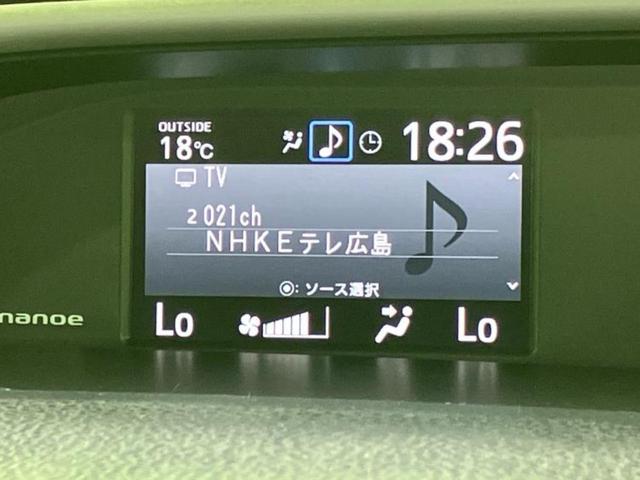 OUTSIDE
18℃
18:26
TV
2 021ch
NHKEテレ広島
◉: ソース選択
nanoe
Lo
Lo